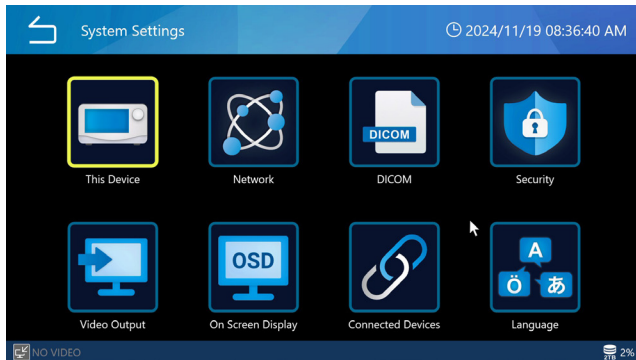 System Settings
2024/11/19 08:36:40 AM
DICOM
This Device
Network
DICOM
Security
OSD
A
Ö あ
Video Output
On Screen Display
Connected Devices
Language
NO VIDEO
2TB 2%